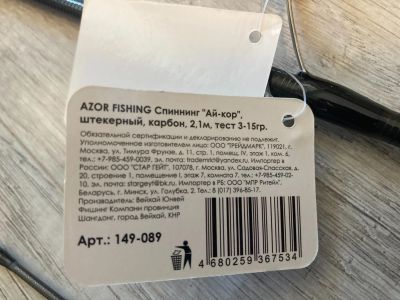 AZOR FISHING Спиннинг "Ай-кор",
штекерный, карбон, 2,1м, тест 3-15гр.
Обязательной сертификации и декларированию не подлежит.
Уполномоченное изготовителем лицо: ООО "ТРЕЙДМАРК", 119021, г.
Москва, ул. Тимура Фрунзе, д. 11, стр. 1, помещ. IV, этаж 1, ком. 6,
тел.: +7-985-459-0039, эл. почта: trademrkl@yandex.ru. Импортер в
России: ООО "СТАР ГЕЙТ", 107078, г. Москва, ул. Садовая-Спасская, д.
20, строение 1, помещение 1, этаж 7, комната 7, тел.: +7-985-459-02-
10, эл. почта: stargeyt@bk.ru. Импортер в РБ: ООО "МПР Ритейл",
Беларусь, г. Минск, ул. Голубка, 2. Тел.: 8 (017) 396-85-17.
Производитель: Вейхай Юнвей
Фишинг Компани провинция
Шаньдонг, город Вейхай, КНР
Арт.: 149-089
4 680259 367534